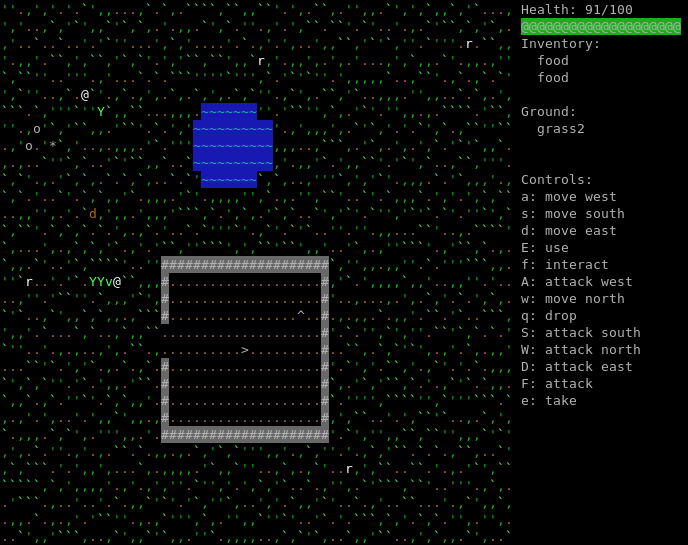 Health: 91/100
@@@@@@@@@@@@@@@@@@@@
Inventory:
food
food
Ground:
grass2
Controls:
a: move west
s: move south
d: move east
E: use
f: interact
A: attack west
w: move north
q: drop
S: attack south
W: attack north
D: attack east
F: attack
e: take